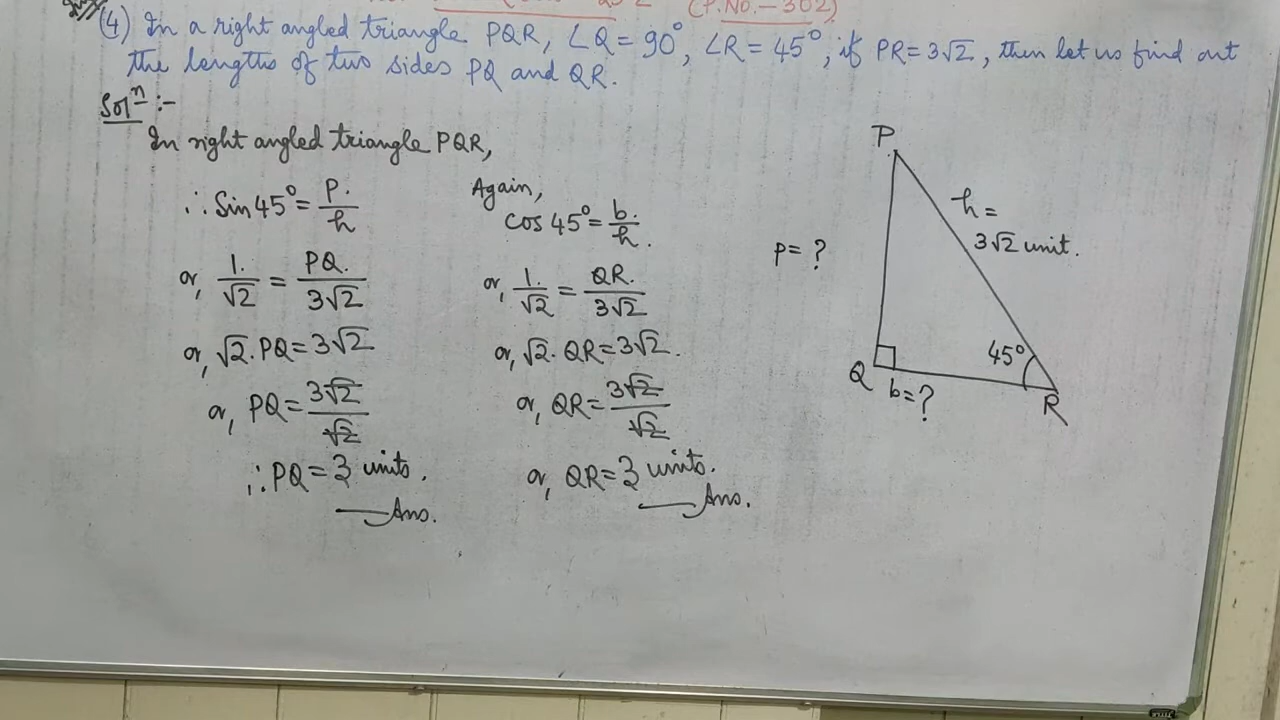 (P.No.-302)
(4) In a right angled triangle PQR, ∠Q = 90°, ∠R = 45°, if PR = 3√2, then let us find out
the lengths of two sides PQ and QR.
Solⁿ :-
In right angled triangle PQR,
∴ Sin 45° = P/h
or, 1/√2 = PQ/3√2
or, √2 . PQ = 3√2
or, PQ = 3√2/√2
∴ PQ = 3 units.
Ans.
Again,
cos 45° = b/h.
or, 1/√2 = QR/3√2
or, √2 . QR = 3√2.
or, QR = 3√2/√2
or, QR = 3 units.
Ans.
P
h =
3√2 unit.
P = ?
45°
Q
b = ?
R